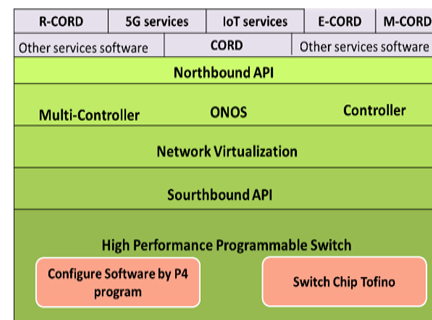 R-CORD 5G services IoT services E-CORD M-CORD
Other services software CORD Other services software
Northbound API
Multi-Controller ONOS Controller
Network Virtualization
Sourthbound API
High Performance Programmable Switch
Configure Software by P4
program
Switch Chip Tofino